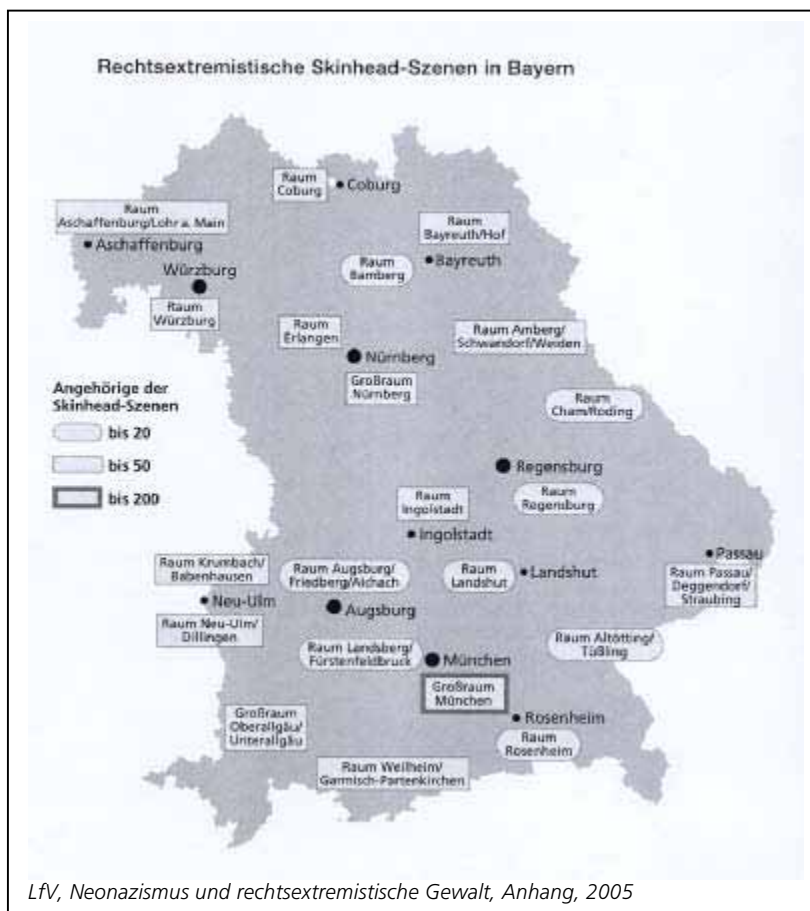 Rechtsextremistische Skinhead-Szenen in Bayern
Raum
Coburg
Coburg
Raum
Aschaffenburg/Lohr a. Main
Aschaffenburg
Raum
Bayreuth/Hof
Bayreuth
Raum
Bamberg
Würzburg
Raum
Würzburg
Raum
Erlangen
Nürnberg
Großraum
Nürnberg
Raum Amberg/
Schwandorf/Weiden
Angehörige der
Skinhead-Szenen
bis 20
bis 50
bis 200
Raum
Cham/Roding
Regensburg
Raum
Regensburg
Raum
Ingolstadt
Ingolstadt
Raum Krumbach/
Babenhausen
Neu-Ulm
Raum Neu-Ulm/
Dillingen
Raum Augsburg/
Friedberg/Aichach
Augsburg
Raum
Landshut
Landshut
Passau
Raum Passau/
Deggendorf/
Straubing
Raum Landsberg/
Fürstenfeldbruck
München
Großraum
München
Raum Altötting/
Tüßling
Rosenheim
Raum
Rosenheim
Großraum
Oberallgäu/
Unterallgäu
Raum Weilheim/
Garmisch-Partenkirchen
LfV, Neonazismus und rechtsextremistische Gewalt, Anhang, 2005